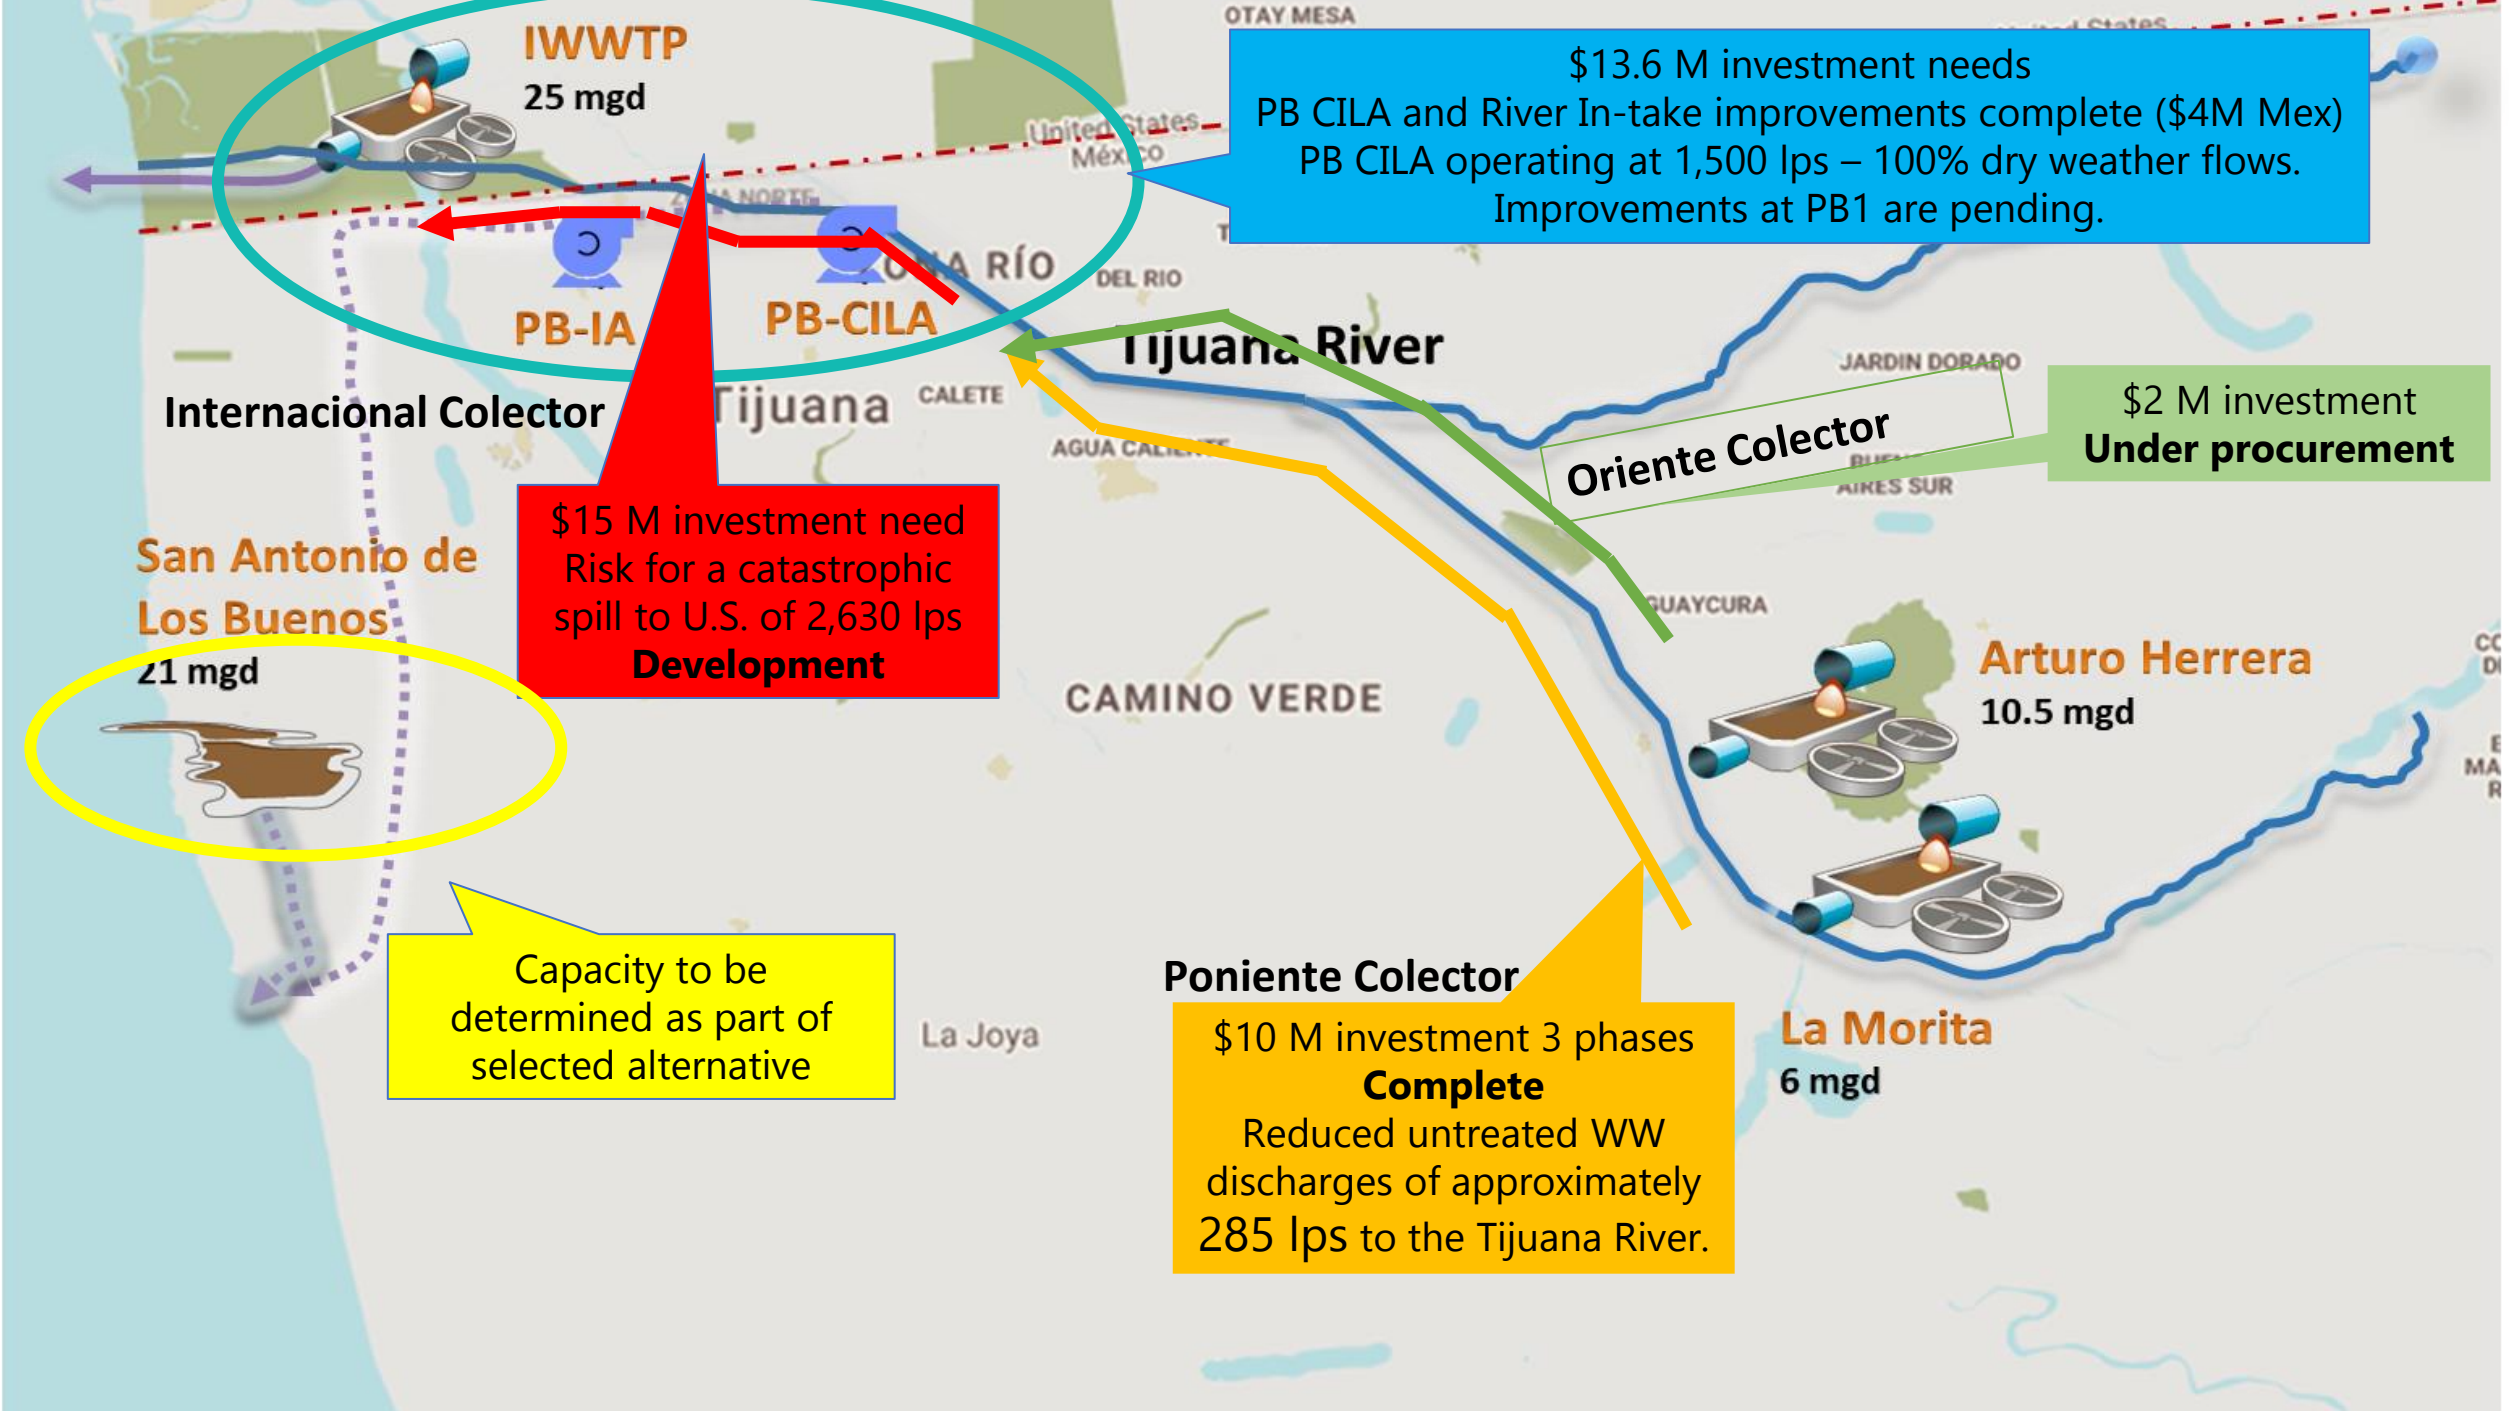 OTAY MESA
IWWTP
25 mgd
United States
United States
México
$13.6 M investment needs
PB CILA and River In-take improvements complete ($4M Mex)
PB CILA operating at 1,500 lps – 100% dry weather flows.
Improvements at PB1 are pending.
NORTE
RÍO
DEL RIO
PB-IA
PB-CILA
Tijuana River
JARDIN DORADO
Internacional Colector
Tijuana
CALETE
AGUA CALIENTE
Oriente Colector
AIRES SUR
$2 M investment
Under procurement
$15 M investment need
Risk for a catastrophic
spill to U.S. of 2,630 lps
Development
San Antonio de
Los Buenos
21 mgd
GUAYCURA
CAMINO VERDE
Arturo Herrera
10.5 mgd
Capacity to be
determined as part of
selected alternative
La Joya
Poniente Colector
$10 M investment 3 phases
Complete
Reduced untreated WW
discharges of approximately
285 lps to the Tijuana River.
La Morita
6 mgd